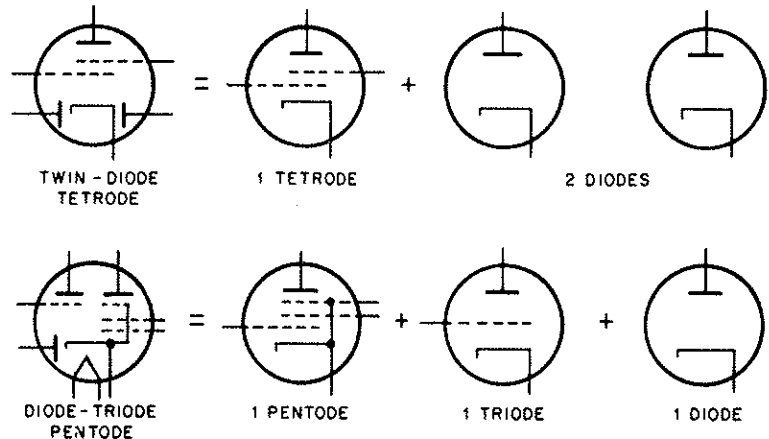 =
+
TWIN-DIODE
TETRODE
1 TETRODE
2 DIODES
=
+
+
DIODE-TRIODE
PENTODE
1 PENTODE
1 TRIODE
1 DIODE